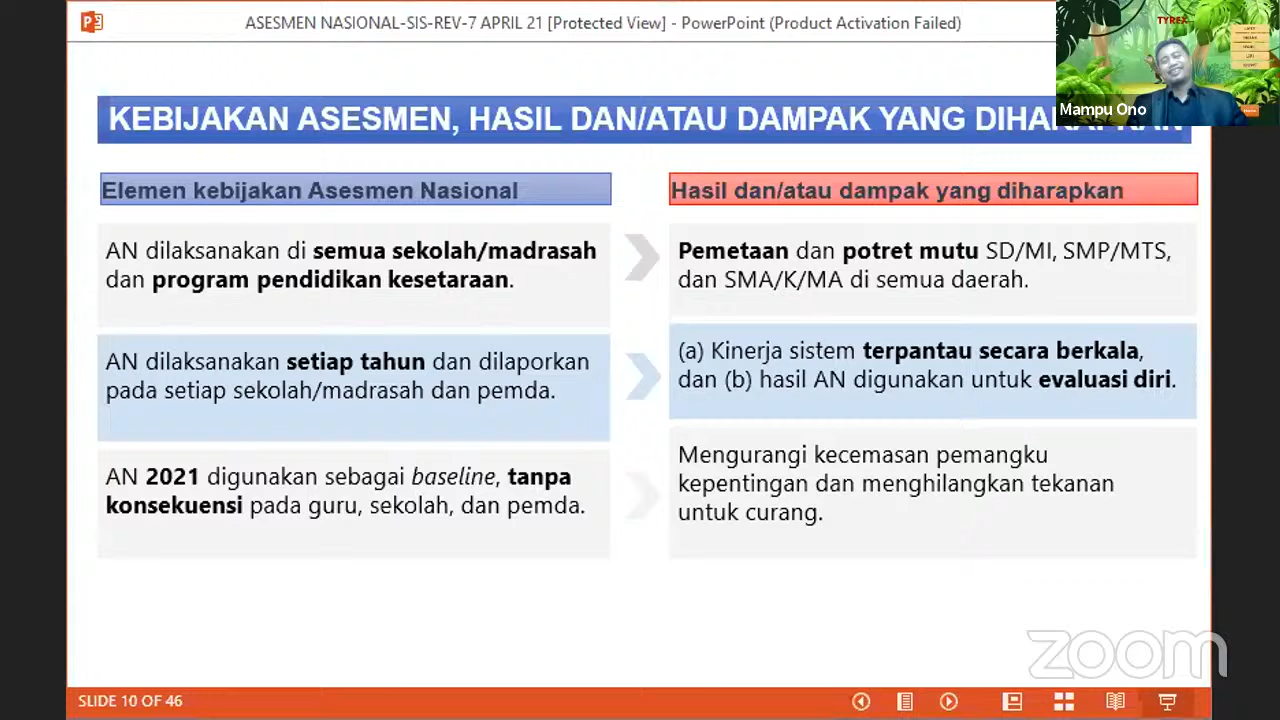 ASESMEN NASIONAL-SIS-REV-7 APRIL 21 [Protected View] - PowerPoint (Product Activation Failed)
TYREX
Mampu Ono
KEBIJAKAN ASESMEN, HASIL DAN/ATAU DAMPAK YANG DIHARAPKAN
Elemen kebijakan Asesmen Nasional
Hasil dan/atau dampak yang diharapkan
AN dilaksanakan di semua sekolah/madrasah
dan program pendidikan kesetaraan.
Pemetaan dan potret mutu SD/MI, SMP/MTS,
dan SMA/K/MA di semua daerah.
AN dilaksanakan setiap tahun dan dilaporkan
pada setiap sekolah/madrasah dan pemda.
(a) Kinerja sistem terpantau secara berkala,
dan (b) hasil AN digunakan untuk evaluasi diri.
AN 2021 digunakan sebagai baseline, tanpa
konsekuensi pada guru, sekolah, dan pemda.
Mengurangi kecemasan pemangku
kepentingan dan menghilangkan tekanan
untuk curang.
zoom
SLIDE 10 OF 46